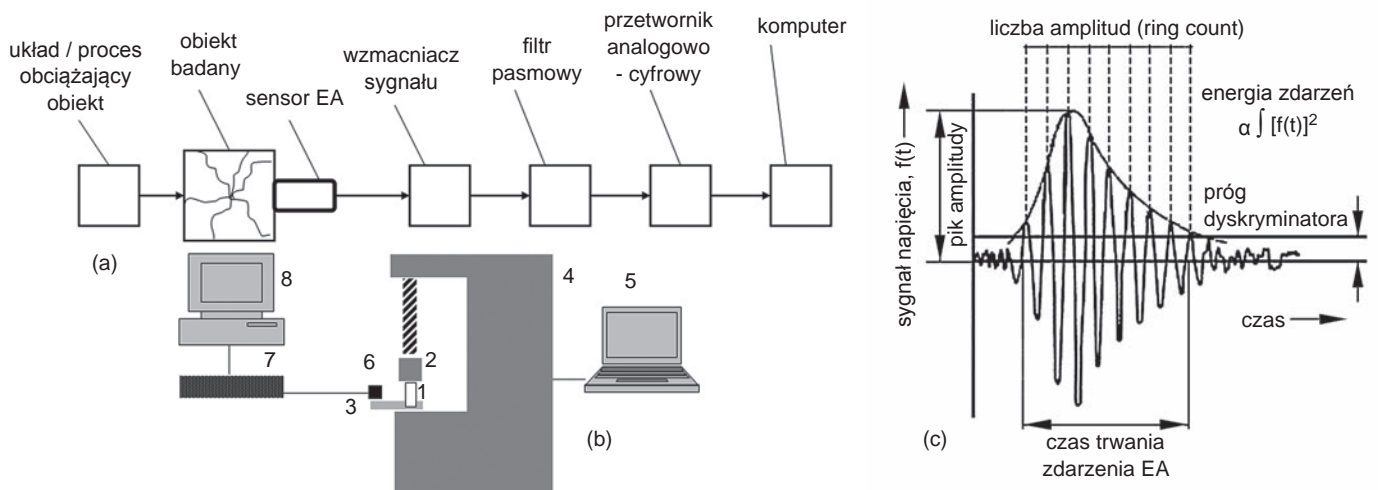 układ / proces
obciążający
obiekt
obiekt
badany
sensor EA
wzmacniacz
sygnału
filtr
pasmowy
przetwornik
analogowo
- cyfrowy
komputer
(a)
8
7
6
3
2
1
4
5
(b)
liczba amplitud (ring count)
energia zdarzeń
α ∫ [f(t)]²
sygnał napięcia, f(t)
pik amplitudy
próg
dyskryminatora
czas
(c)
czas trwania
zdarzenia EA